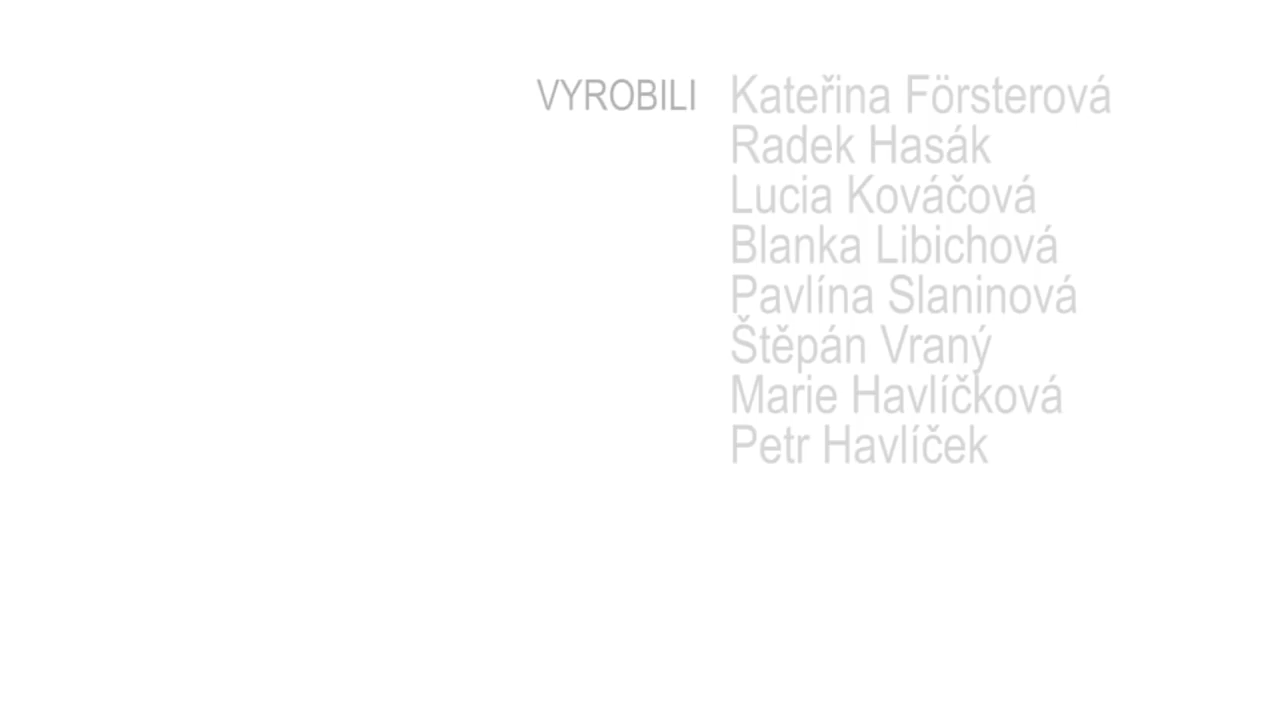 VYROBILI Kateřina Försterová
Radek Hasák
Lucia Kováčová
Blanka Libichová
Pavlína Slaninová
Štěpán Vraný
Marie Havlíčková
Petr Havlíček